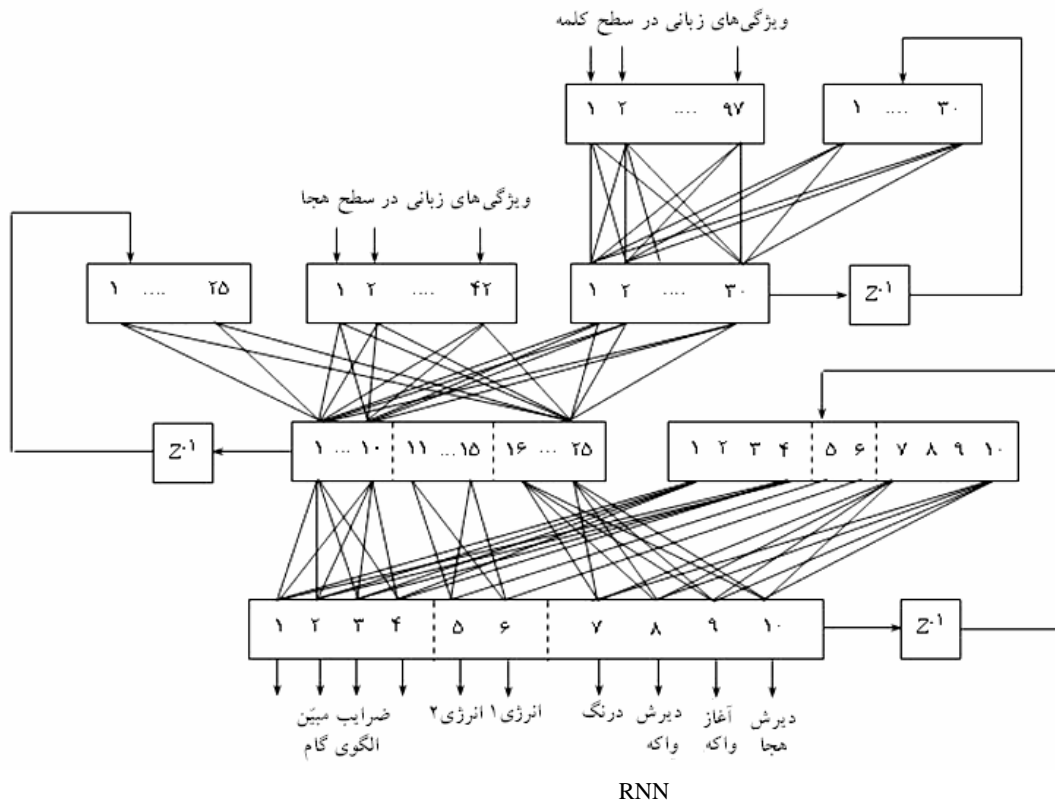 ویژگی‌های زبانی در سطح کلمه
۱ ۲ .... ۹۷
۱ .... ۳۰
ویژگی‌های زبانی در سطح هجا
۱ .... ۲۵
۱ ۲ .... ۴۲
۱ ۲ .... ۳۰
Z-1
Z-1
۱ ... ۱۰ ۱۱ ...۱۵ ۱۶ ... ۲۵
۱ ۲ ۳ ۴ ۵ ۶ ۷ ۸ ۹ ۱۰
۱ ۲ ۳ ۴ ۵ ۶ ۷ ۸ ۹ ۱۰
Z-1
ضرایب مبیّن
الگوی گام
انرژی۲
انرژی۱
درنگ
دیرش
واکه
آغاز
واکه
دیرش
هجا
RNN